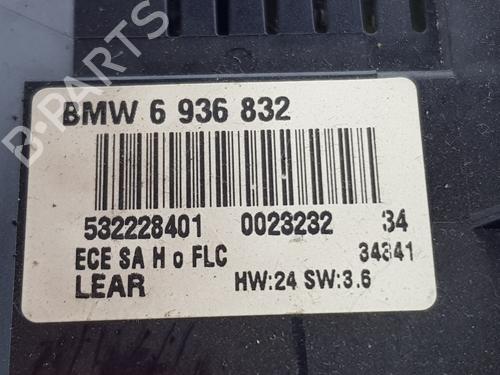 B-PARTS
BMW 6 936 832
532228401 0023232 34
ECE SA H o FLC 34341
LEAR HW:24 SW:3.6